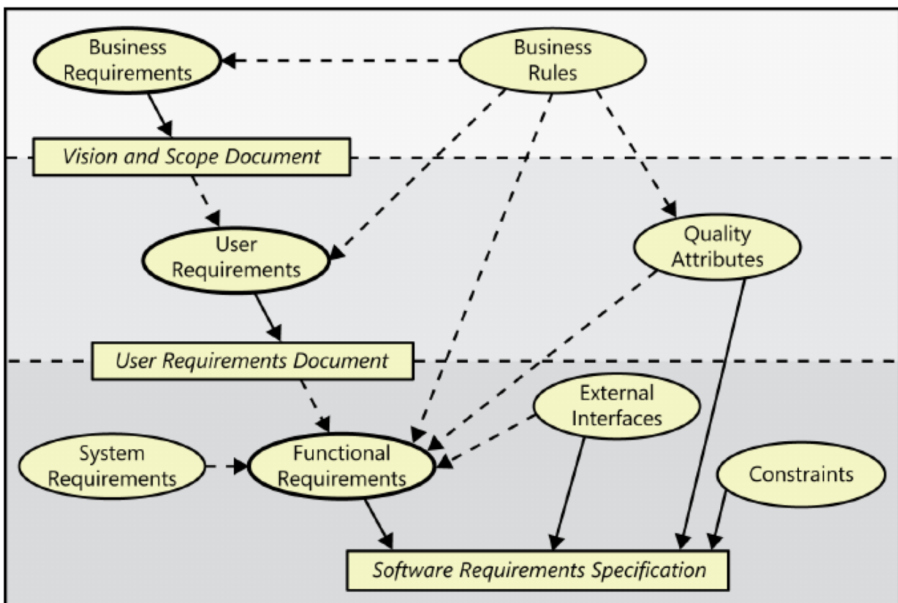 Business
Requirements
Business
Rules
Vision and Scope Document
User
Requirements
Quality
Attributes
User Requirements Document
External
Interfaces
System
Requirements
Functional
Requirements
Constraints
Software Requirements Specification